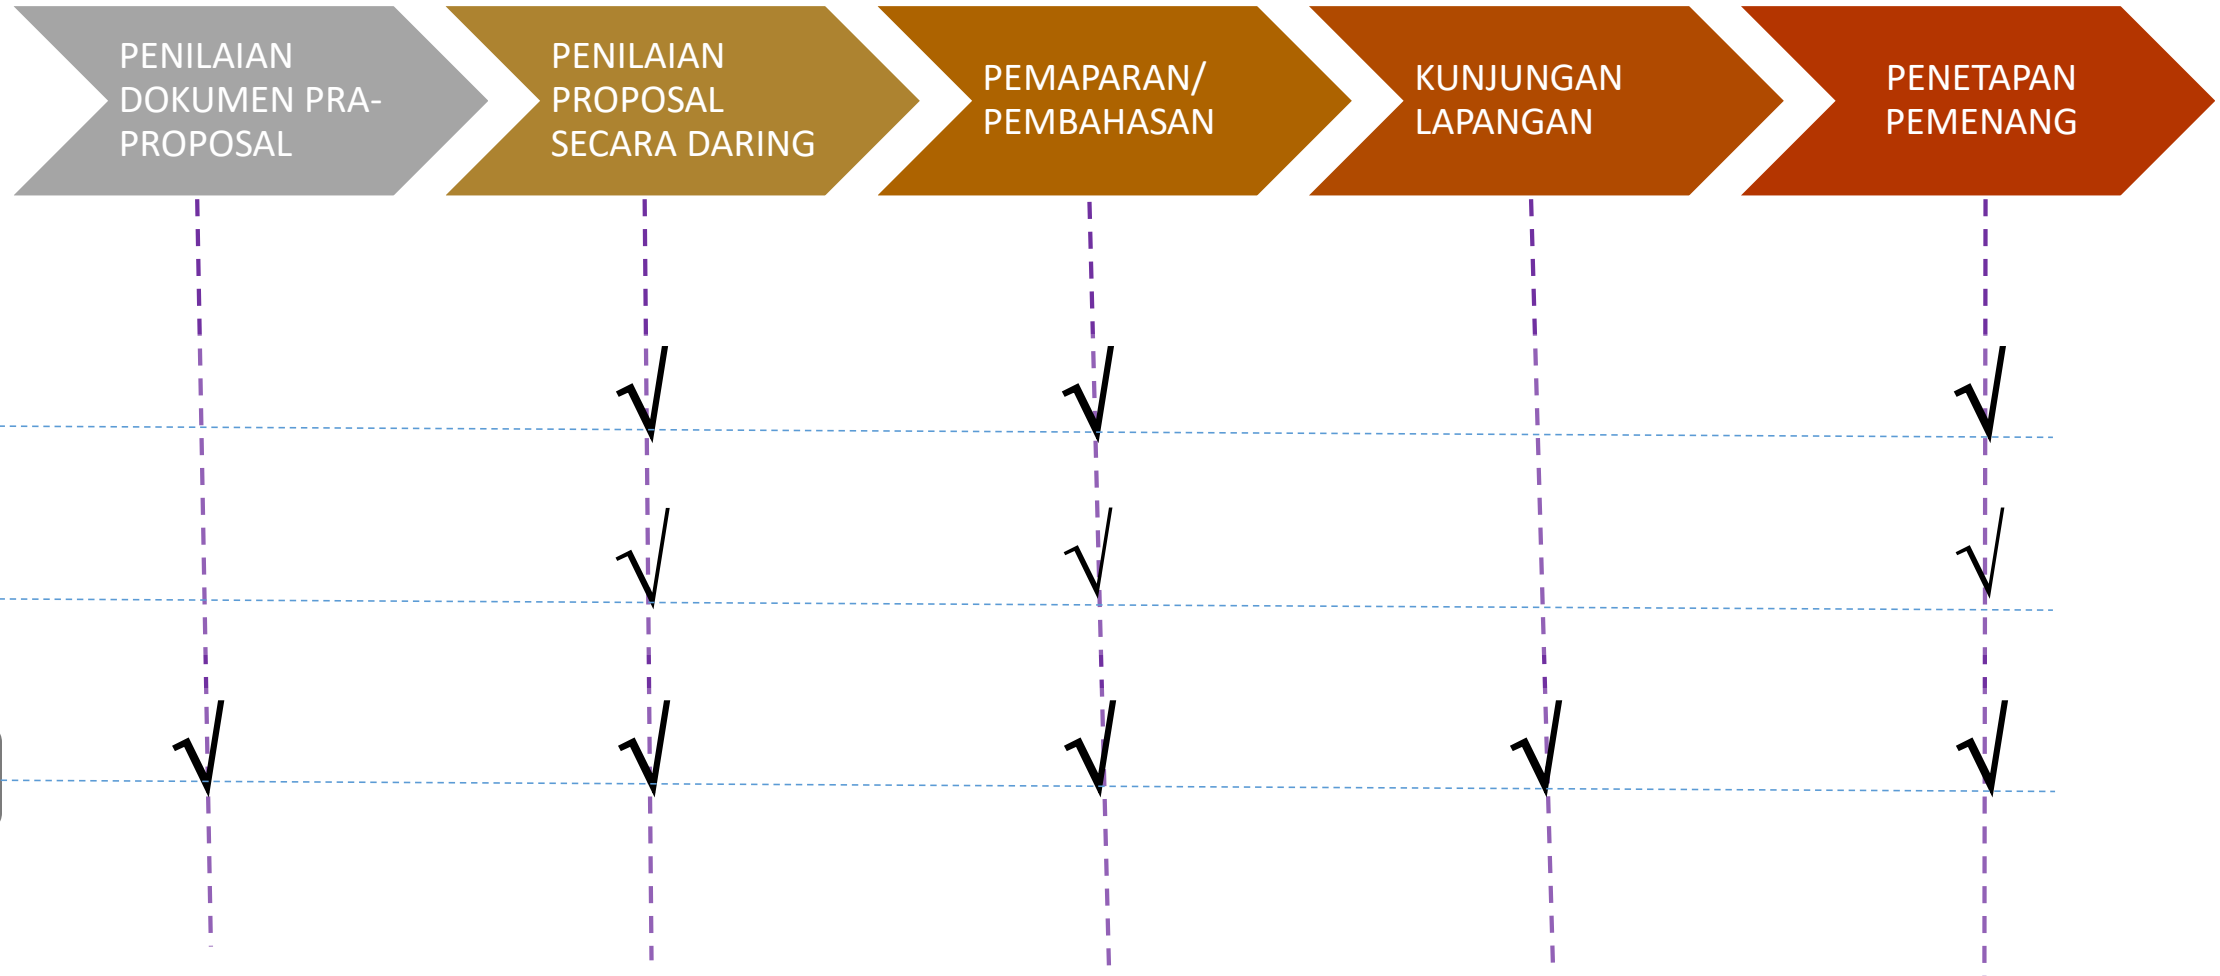 PENILAIAN
DOKUMEN PRA-
PROPOSAL
PENILAIAN
PROPOSAL
SECARA DARING
PEMAPARAN/
PEMBAHASAN
KUNJUNGAN
LAPANGAN
PENETAPAN
PEMENANG
√ √ √
√ √ √
√ √ √ √ √